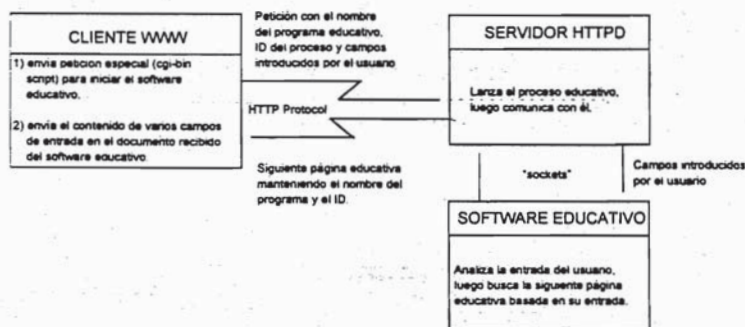 CLIENTE WWW
1) envia peticion especial (cgi-bin
script) para iniciar el software
educativo.
2) envia el contenido de varios campos
de entrada en el documento recibido
del software educativo
Petición con el nombre
del programa educativo,
ID del proceso y campos
introducidos por el usuario
HTTP Protocol
Siguiente página educativa
manteniendo el nombre del
programa y el ID.
SERVIDOR HTTPD
Lanza el proceso educativo,
luego comunica con él.
"sockets"
Campos introducidos
por el usuario
SOFTWARE EDUCATIVO
Analiza la entrada del usuario,
luego busca la siguiente página
educativa basada en su entrada.